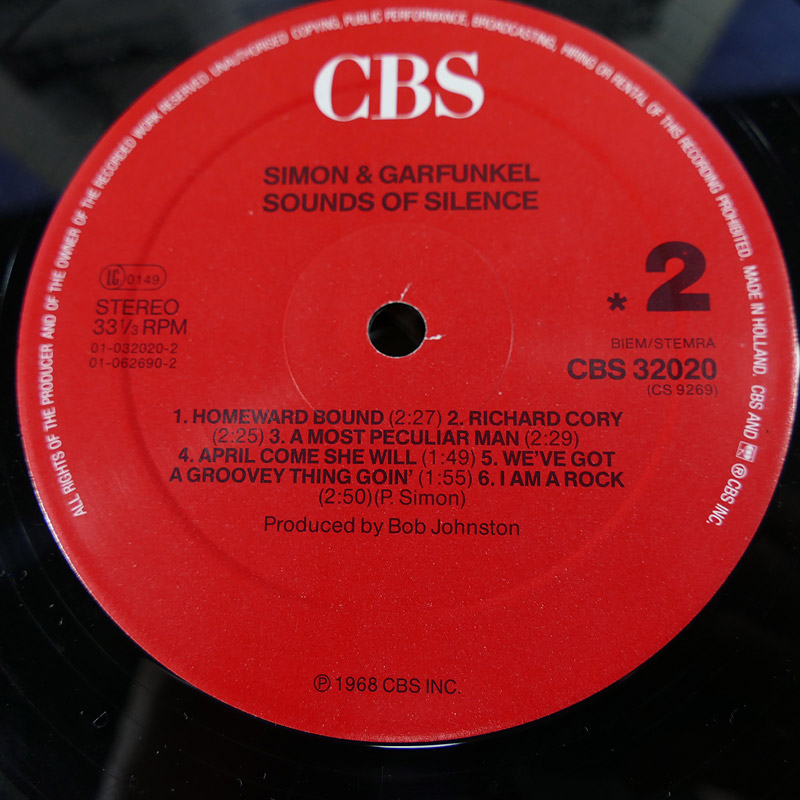 ALL RIGHTS OF THE PRODUCER AND OF THE OWNER OF THE RECORDED WORK RESERVED. UNAUTHORISED COPYING, PUBLIC PERFORMANCE, BROADCASTING, HIRING OR RENTAL OF THIS RECORDING PROHIBITED. MADE IN HOLLAND. CBS AND ℗ CBS INC.
CBS
SIMON & GARFUNKEL
SOUNDS OF SILENCE
LC 0149
STEREO
33 1/3 RPM
01-032020-2
01-062690-2
* 2
BIEM/STEMRA
CBS 32020
(CS 9269)
1. HOMEWARD BOUND (2:27) 2. RICHARD CORY
(2:25) 3. A MOST PECULIAR MAN (2:29)
4. APRIL COME SHE WILL (1:49) 5. WE'VE GOT
A GROOVEY THING GOIN' (1:55) 6. I AM A ROCK
(2:50) (P. Simon)
Produced by Bob Johnston
℗ 1968 CBS INC.